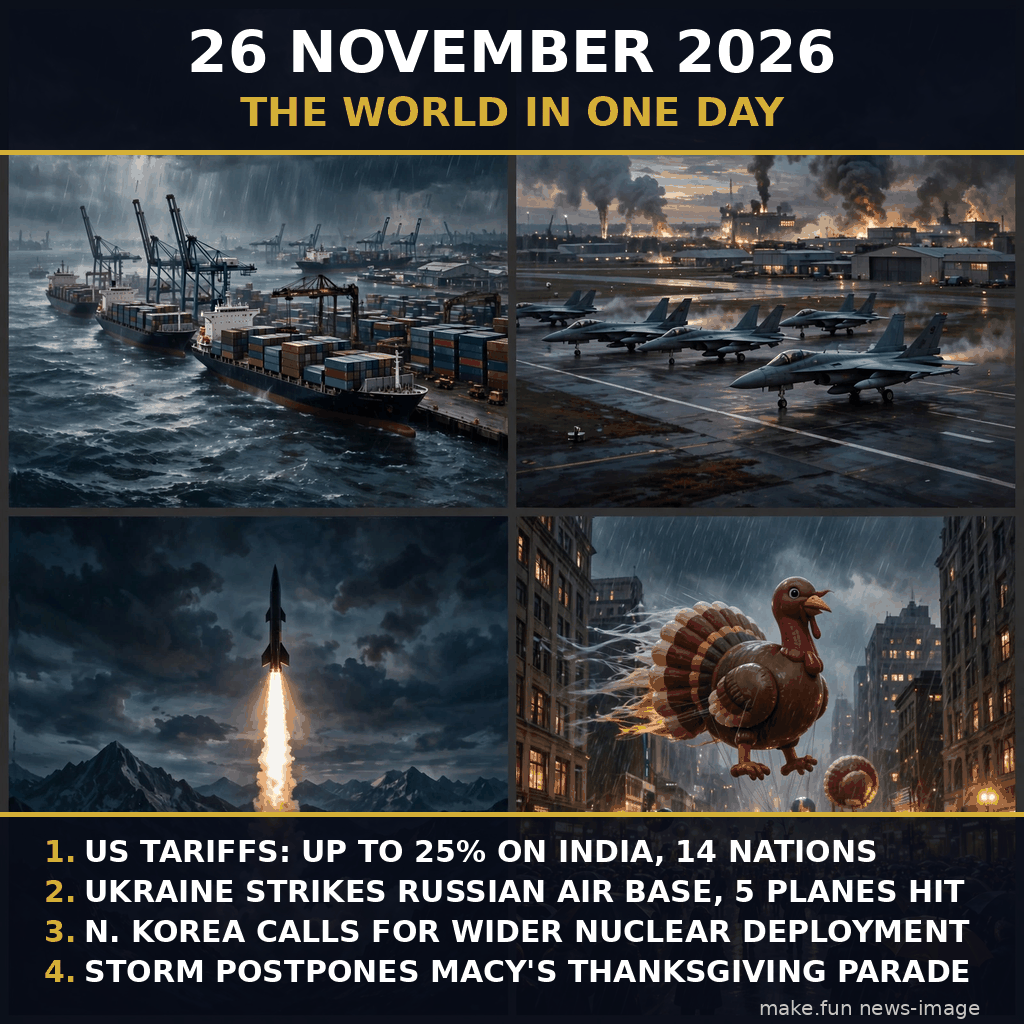 26 NOVEMBER 2026
THE WORLD IN ONE DAY
1. US TARIFFS: UP TO 25% ON INDIA, 14 NATIONS
2. UKRAINE STRIKES RUSSIAN AIR BASE, 5 PLANES HIT
3. N. KOREA CALLS FOR WIDER NUCLEAR DEPLOYMENT
4. STORM POSTPONES MACY'S THANKSGIVING PARADE
make.fun news-image